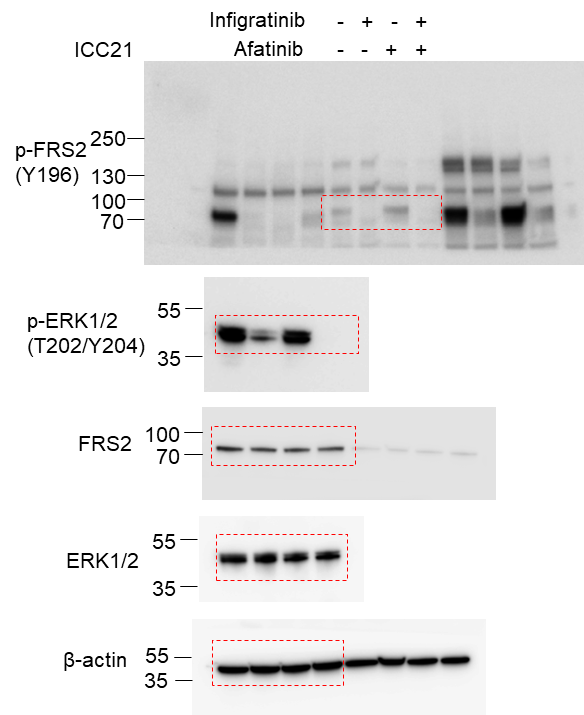 Infigratinib - + - +
ICC21 Afatinib - - + +
p-FRS2
(Y196)
250
130
100
70
p-ERK1/2
(T202/Y204)
55
35
FRS2
100
70
ERK1/2
55
35
β-actin
55
35